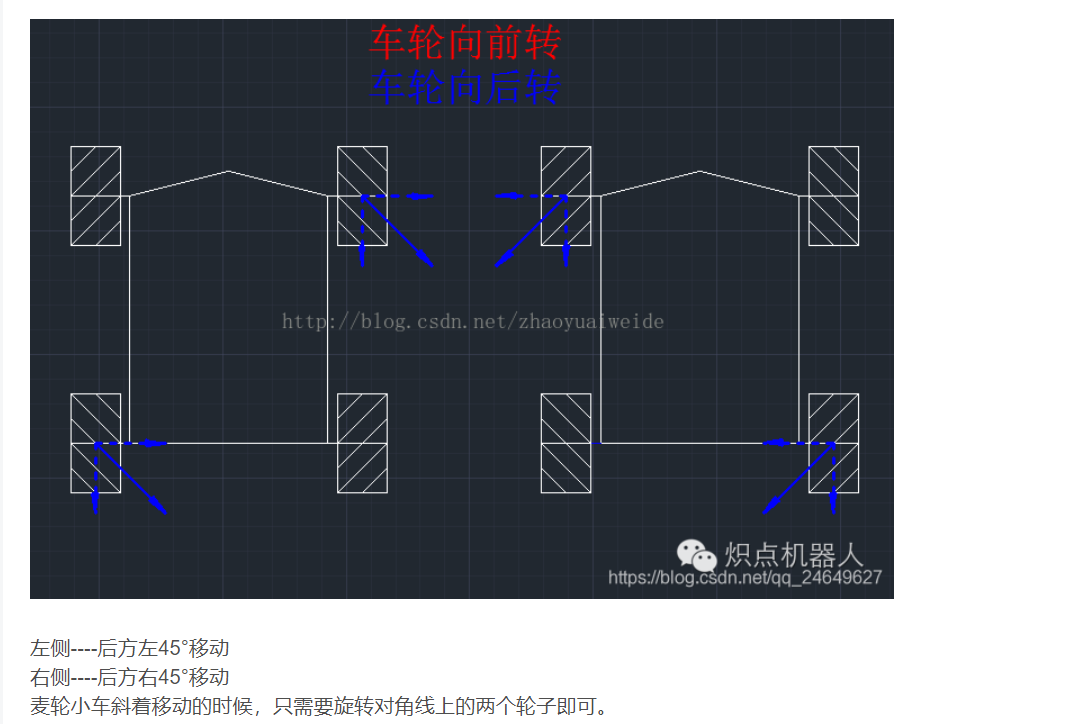 车轮向前转
车轮向后转
http://blog.csdn.net/zhaoyuaiweide
炽点机器人
https://blog.csdn.net/qq_24649627
左侧----后方左45°移动
右侧----后方右45°移动
麦轮小车斜着移动的时候，只需要旋转对角线上的两个轮子即可。